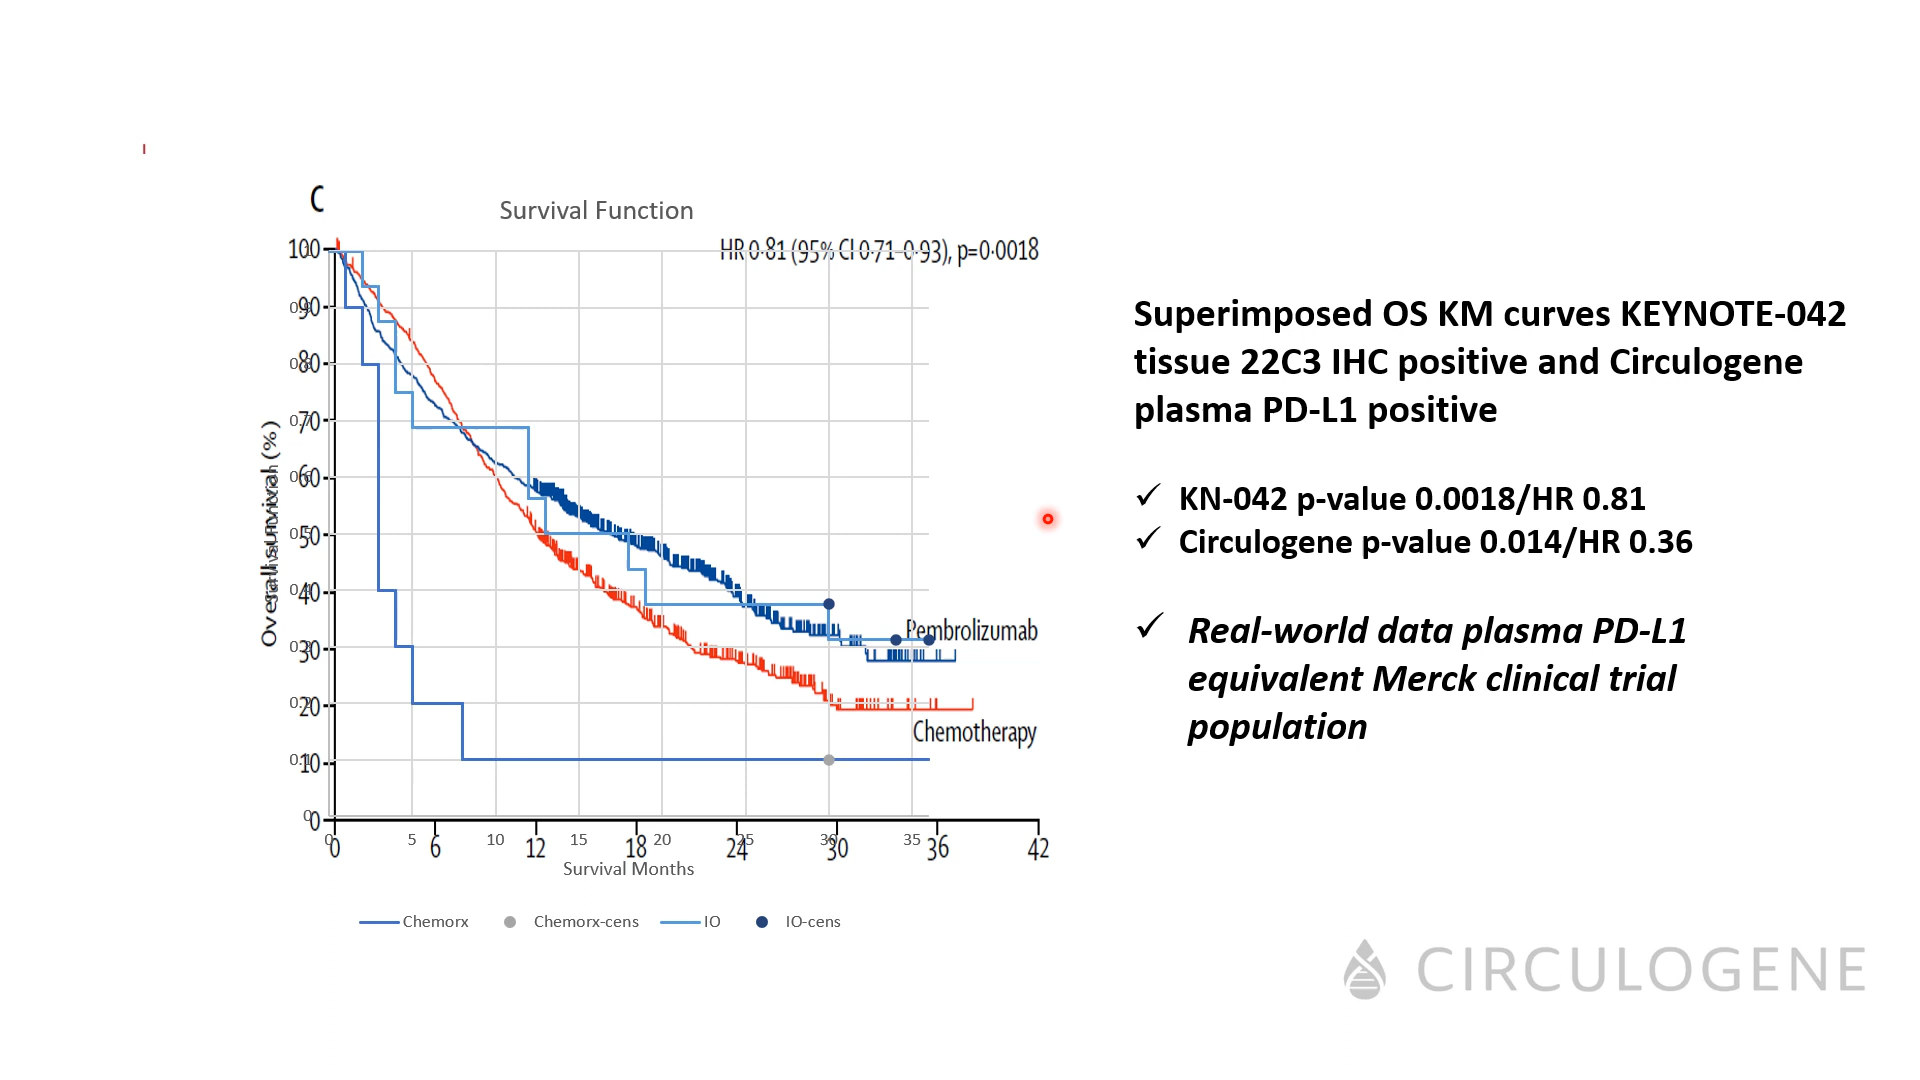 C
Survival Function
HR 0·81 (95% CI 0·71–0·93), p=0·0018
100
90
80
70
60
50
40
30
20
10
0
Overall survival (%)
Pembrolizumab
Chemotherapy
0 5 10 15 20 25 30 35
0 6 12 18 24 30 36 42
Survival Months
Chemorx Chemorx-cens IO IO-cens
Superimposed OS KM curves KEYNOTE-042
tissue 22C3 IHC positive and Circulogene
plasma PD-L1 positive
✓ KN-042 p-value 0.0018/HR 0.81
✓ Circulogene p-value 0.014/HR 0.36
✓ Real-world data plasma PD-L1
equivalent Merck clinical trial
population
CIRCULOGENE